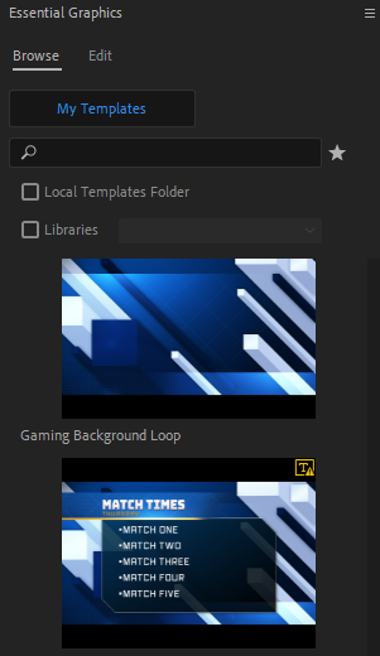 Essential Graphics
Browse Edit
My Templates
Local Templates Folder
Libraries
Gaming Background Loop
T
MATCH TIMES
THURSDAY
•MATCH ONE
•MATCH TWO
•MATCH THREE
•MATCH FOUR
•MATCH FIVE